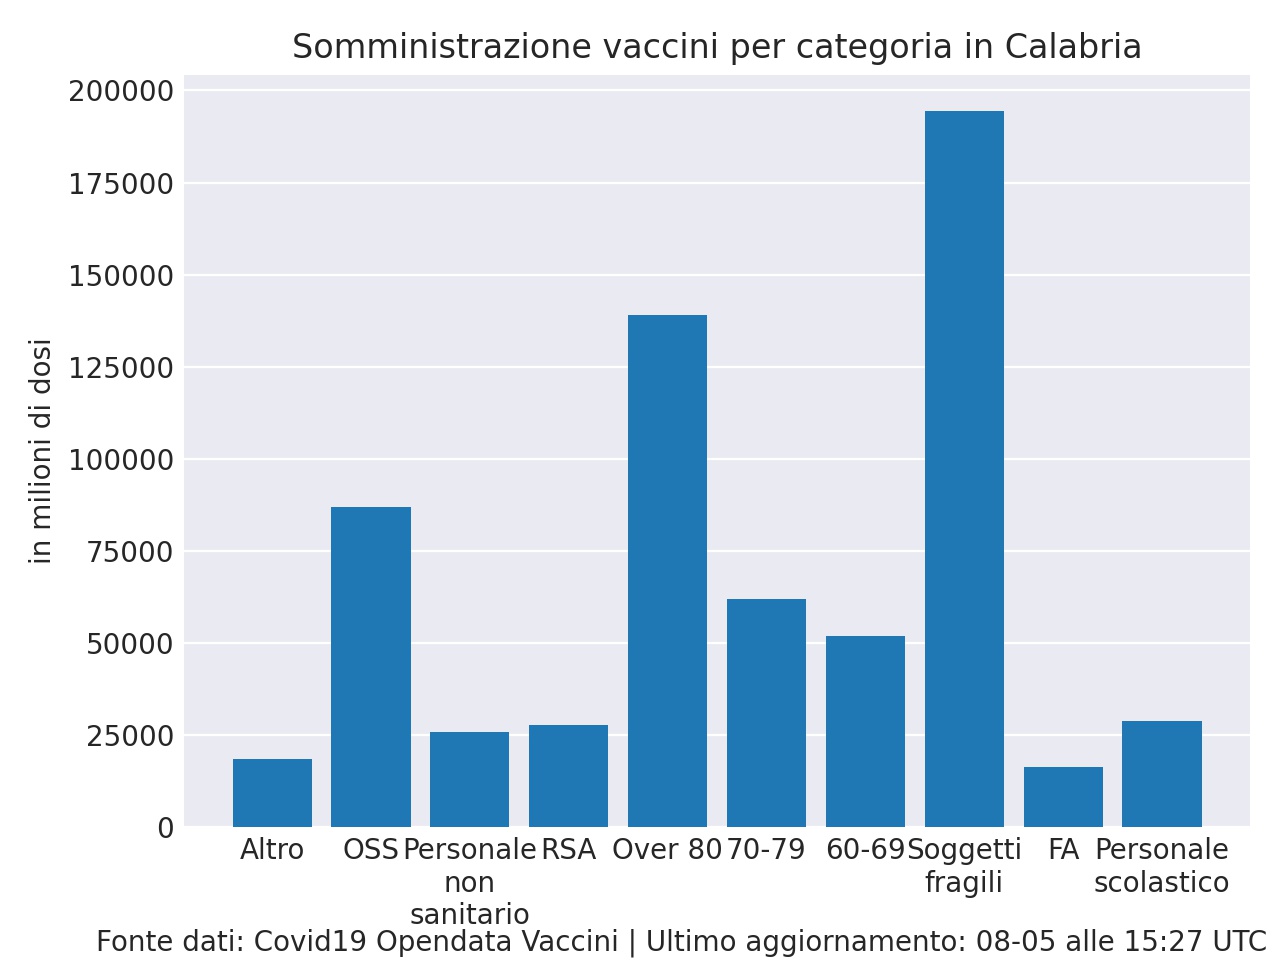 Somministrazione vaccini per categoria in Calabria
200000
175000
150000
125000
100000
75000
50000
25000
0
in milioni di dosi
Altro
OSS
Personale
non
sanitario
RSA
Over 80
70-79
60-69
Soggetti
fragili
FA
Personale
scolastico
Fonte dati: Covid19 Opendata Vaccini | Ultimo aggiornamento: 08-05 alle 15:27 UTC